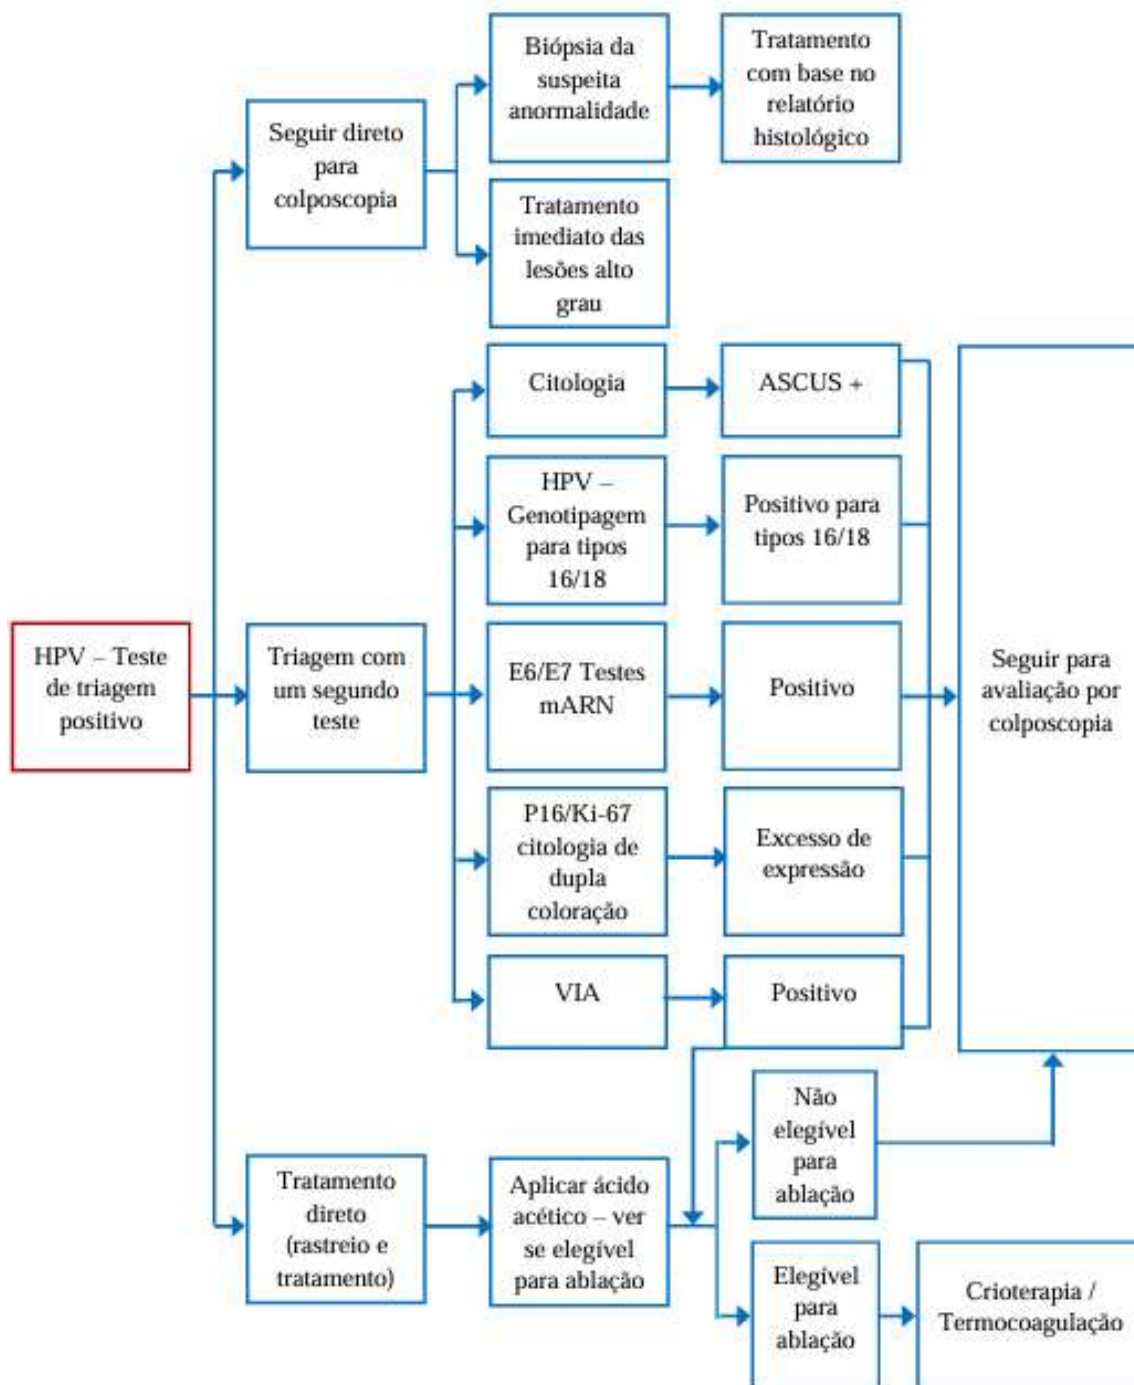 Biópsia da
suspeita
anormalidade
Tratamento
com base no
relatório
histológico
Seguir direto
para
colposcopia
Tratamento
imediato das
lesões alto
grau
Citologia
ASCUS +
HPV –
Genotipagem
para tipos
16/18
Positivo para
tipos 16/18
HPV – Teste
de triagem
positivo
Triagem com
um segundo
teste
E6/E7 Testes
mARN
Positivo
Seguir para
avaliação por
colposcopia
P16/Ki-67
citologia de
dupla
coloração
Excesso de
expressão
VIA
Positivo
Não
elegível
para
ablação
Tratamento
direto
(rastreio e
tratamento)
Aplicar ácido
acético – ver
se elegível
para ablação
Elegível
para
ablação
Crioterapia /
Termocoagulação